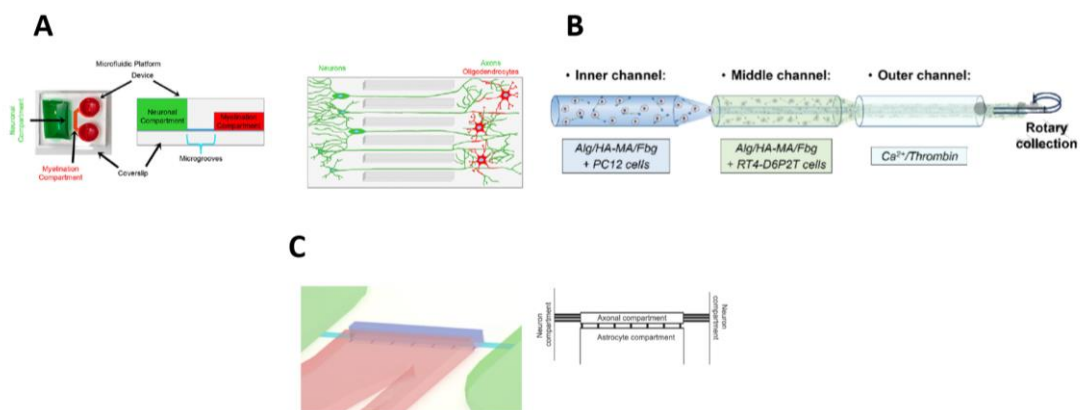 A
Microfluidic Platform
Device
Neuronal
Compartment
Neuronal
Compartment
Myelination
Compartment
Microgrooves
Myelination
Compartment
Coverslip
Neurons
Axons
Oligodendrocytes
B
• Inner channel:
• Middle channel:
• Outer channel:
Alg/HA-MA/Fbg
+ PC12 cells
Alg/HA-MA/Fbg
+ RT4-D6P2T cells
Ca²⁺/Thrombin
Rotary
collection
C
Neuron
compartment
Axonal compartment
Astrocyte compartment
Neuron
compartment